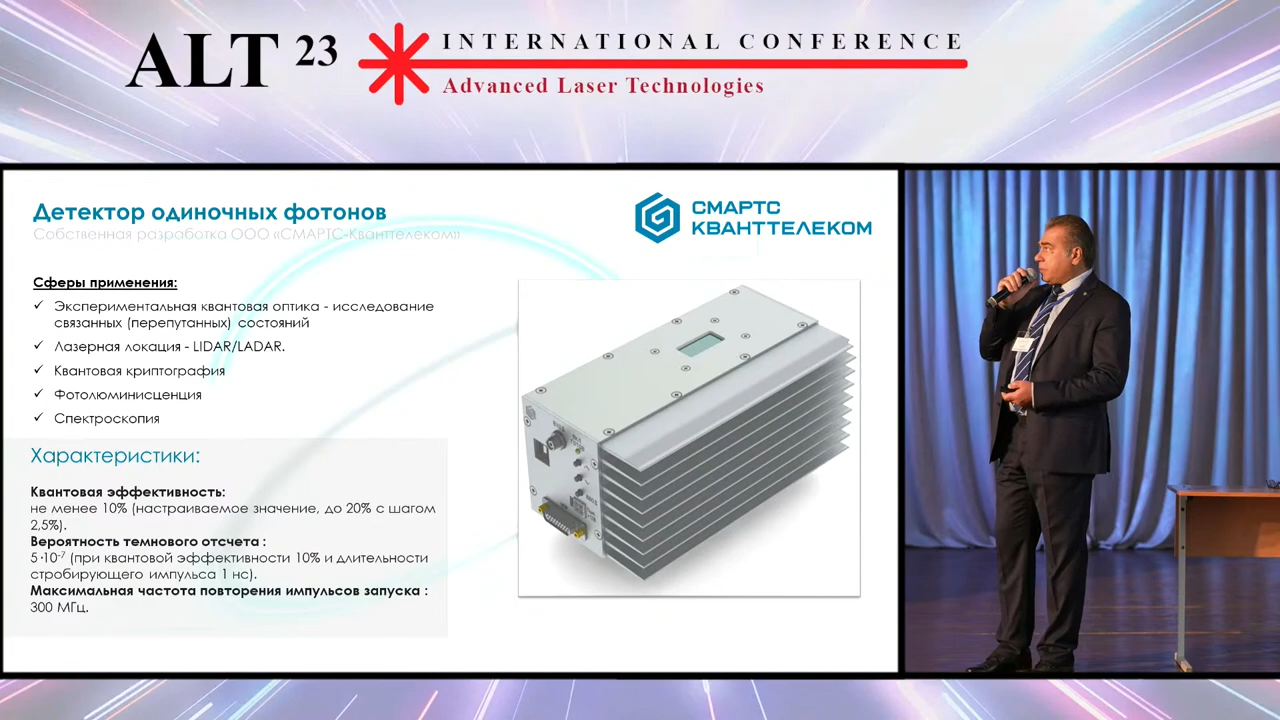 ALT 23
INTERNATIONAL CONFERENCE
Advanced Laser Technologies
Детектор одиночных фотонов
Собственная разработка ООО «СМАРТС-Кванттелеком»
СМАРТС
КВАНТТЕЛЕКОМ
Сферы применения:
✓ Экспериментальная квантовая оптика - исследование
связанных (перепутанных) состояний
✓ Лазерная локация - LIDAR/LADAR.
✓ Квантовая криптография
✓ Фотолюминисценция
✓ Спектроскопия
Характеристики:
Квантовая эффективность:
не менее 10% (настраиваемое значение, до 20% с шагом
2,5%).
Вероятность темнового отсчета :
5·10⁻⁷ (при квантовой эффективности 10% и длительности
стробирующего импульса 1 нс).
Максимальная частота повторения импульсов запуска :
300 МГц.